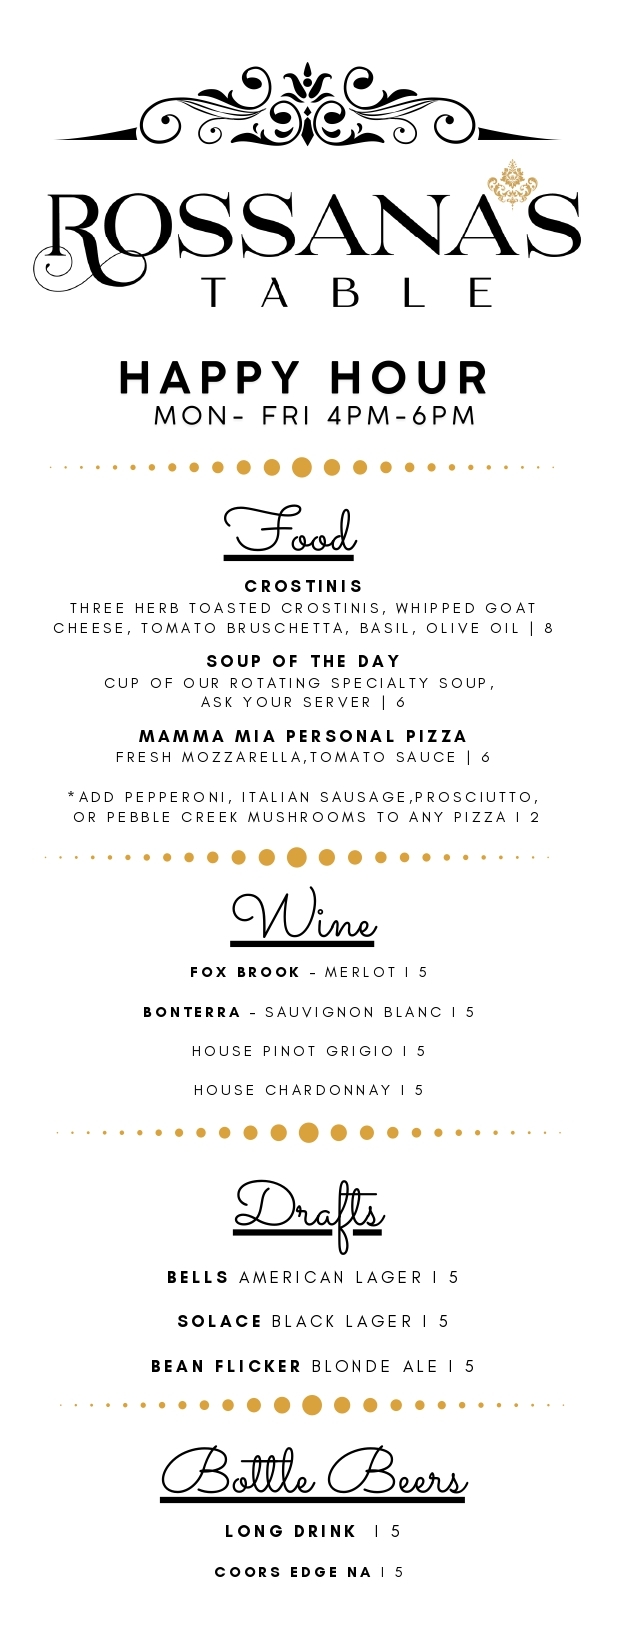 ROSSANA'S
TABLE
HAPPY HOUR
MON- FRI 4PM-6PM
Food
CROSTINIS
THREE HERB TOASTED CROSTINIS, WHIPPED GOAT
CHEESE, TOMATO BRUSCHETTA, BASIL, OLIVE OIL | 8
SOUP OF THE DAY
CUP OF OUR ROTATING SPECIALTY SOUP,
ASK YOUR SERVER | 6
MAMMA MIA PERSONAL PIZZA
FRESH MOZZARELLA,TOMATO SAUCE | 6
*ADD PEPPERONI, ITALIAN SAUSAGE,PROSCIUTTO,
OR PEBBLE CREEK MUSHROOMS TO ANY PIZZA I 2
Wine
FOX BROOK - MERLOT I 5
BONTERRA - SAUVIGNON BLANC I 5
HOUSE PINOT GRIGIO I 5
HOUSE CHARDONNAY I 5
Drafts
BELLS AMERICAN LAGER I 5
SOLACE BLACK LAGER I 5
BEAN FLICKER BLONDE ALE I 5
Bottle Beers
LONG DRINK I 5
COORS EDGE NA I 5